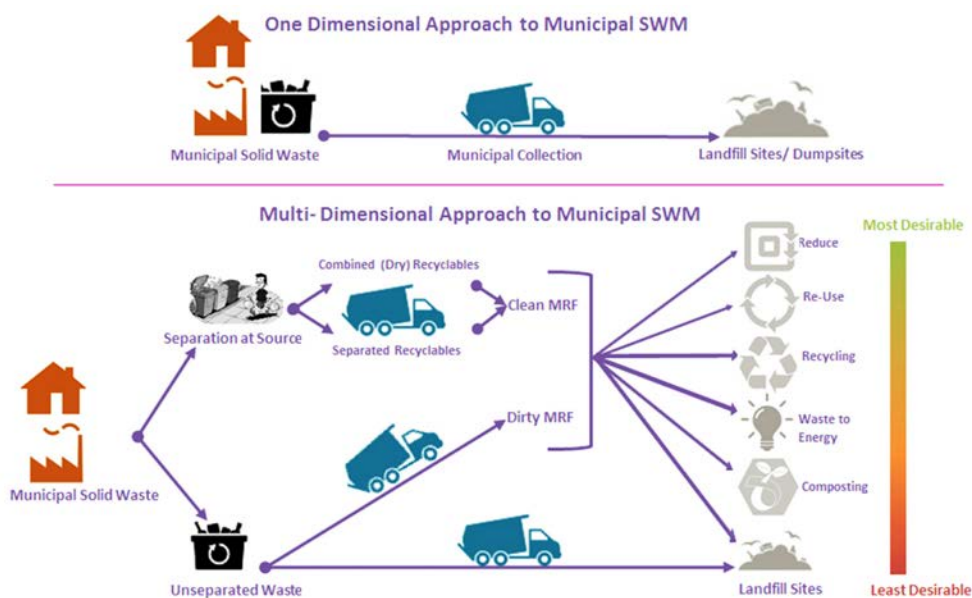 One Dimensional Approach to Municipal SWM
Municipal Solid Waste
Municipal Collection
Landfill Sites/ Dumpsites
Multi- Dimensional Approach to Municipal SWM
Most Desirable
Reduce
Combined (Dry) Recyclables
Re-Use
Clean MRF
Separation at Source
Separated Recyclables
Recycling
Dirty MRF
Waste to
Energy
Municipal Solid Waste
Composting
Unseparated Waste
Landfill Sites
Least Desirable